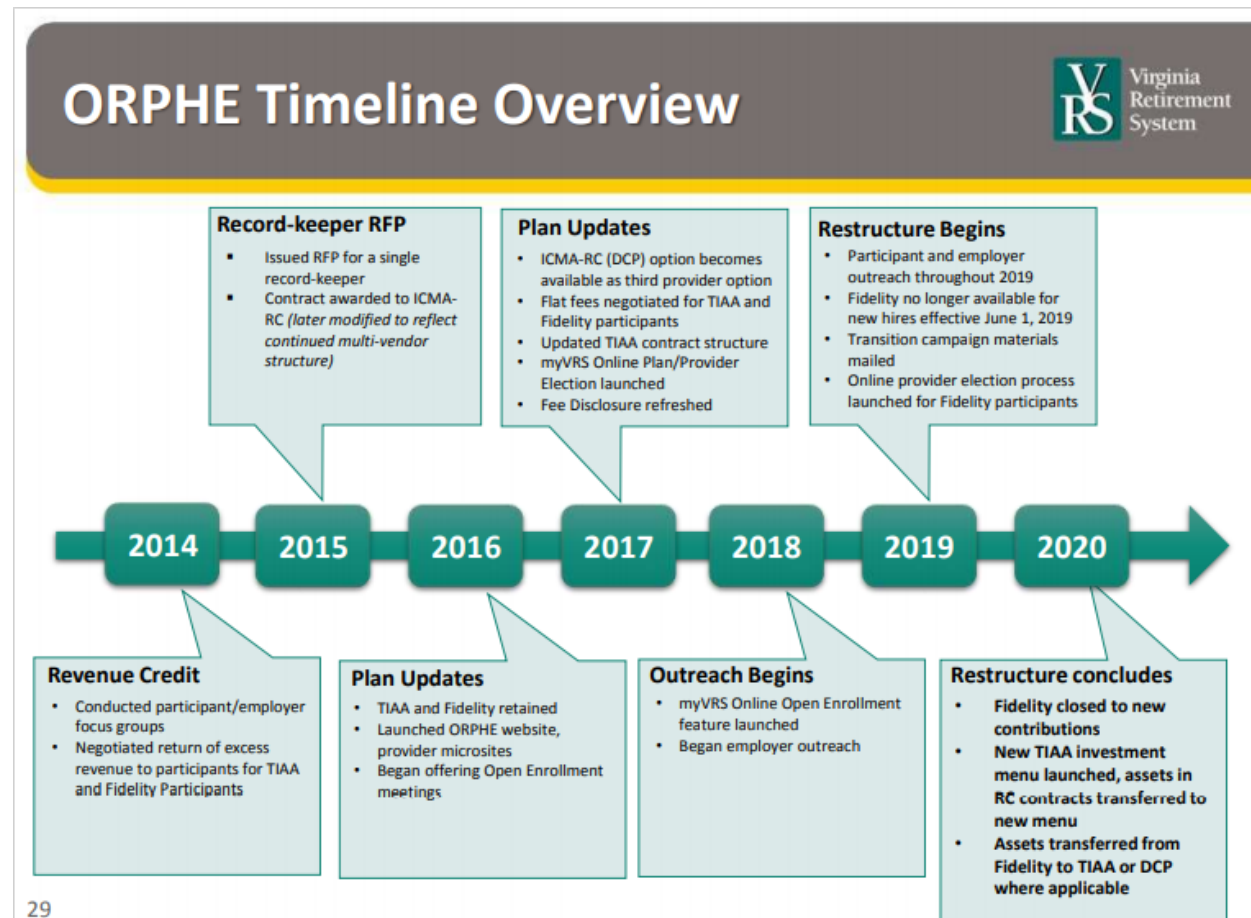 ORPHE Timeline Overview
VRS
Virginia
Retirement
System
Record-keeper RFP
▪ Issued RFP for a single
record-keeper
▪ Contract awarded to ICMA-
RC (later modified to reflect
continued multi-vendor
structure)
Plan Updates
• ICMA-RC (DCP) option becomes
available as third provider option
• Flat fees negotiated for TIAA and
Fidelity participants
• Updated TIAA contract structure
• myVRS Online Plan/Provider
Election launched
• Fee Disclosure refreshed
Restructure Begins
• Participant and employer
outreach throughout 2019
• Fidelity no longer available for
new hires effective June 1, 2019
• Transition campaign materials
mailed
• Online provider election process
launched for Fidelity participants
2014
2015
2016
2017
2018
2019
2020
Revenue Credit
• Conducted participant/employer
focus groups
• Negotiated return of excess
revenue to participants for TIAA
and Fidelity Participants
Plan Updates
• TIAA and Fidelity retained
• Launched ORPHE website,
provider microsites
• Began offering Open Enrollment
meetings
Outreach Begins
• myVRS Online Open Enrollment
feature launched
• Began employer outreach
Restructure concludes
• Fidelity closed to new
contributions
• New TIAA investment
menu launched, assets in
RC contracts transferred to
new menu
• Assets transferred from
Fidelity to TIAA or DCP
where applicable
29